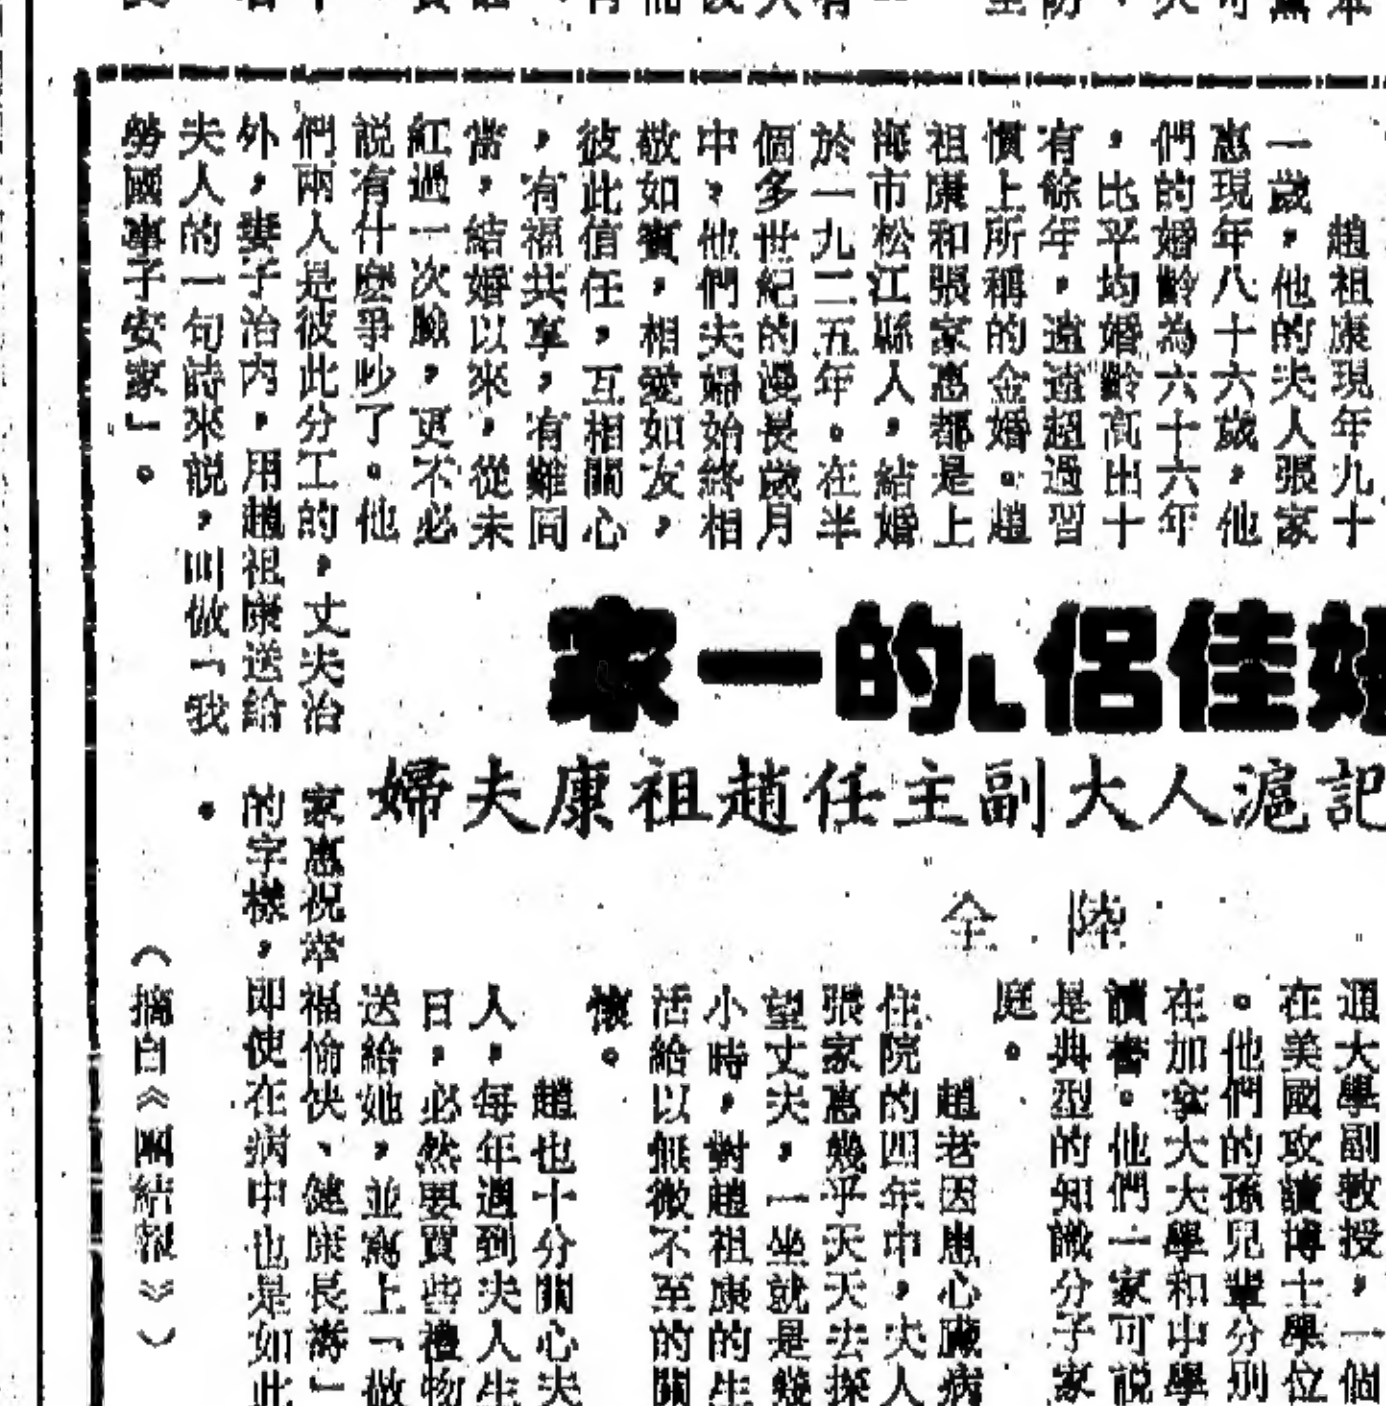 趙祖康現年九十
一歲，他的夫人張家
惠現年八十六歲，他
們的婚齡為六十六年
，比平均婚齡高出十
有餘年，遠遠超過習
慣上所稱的金婚。趙
祖康和張家惠都是上
海市松江縣人，結婚
於一九二五年。在半
個多世紀的漫長歲月
中，他們夫婦始終相
敬如賓，相愛如友，
彼此信任，互相關心
，有福共享，有難同
當，結婚以來，從未
紅過一次臉，更不必
說有什麼爭吵了。他
們兩人是彼此分工的，丈夫治
外，妻子治內，用趙祖康送給
夫人的一句詩來說，叫做「我
勞國事子安家」。
佳侶」的一家
記滬人大副主任趙祖康夫婦
陸全
通大學副教授，一個
在美國攻讀博士學位
。他們的孫兒輩分別
在加拿大大學和中學
讀書。他們一家可說
是典型的知識分子家
庭。
趙老因患心臟病
住院的四年中，夫人
張家惠幾乎天天去探
望丈夫，一坐就是幾
小時，對趙祖康的生
活給以無微不至的關
懷。
趙也十分關心夫
人，每年遇到夫人生
日，必然要買些禮物
送給她，並寫上「敬
家惠祝幸福愉快、健康長壽」
的字樣，即使在病中也是如此
。
（摘自《團結報》）